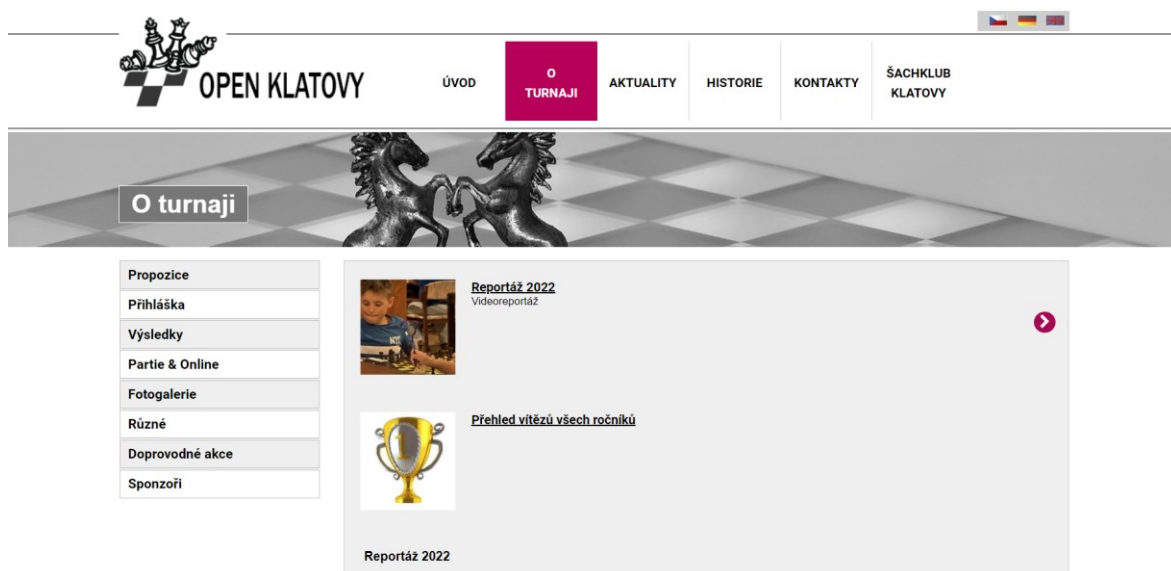 OPEN KLATOVY
ÚVOD
O
TURNAJI
AKTUALITY
HISTORIE
KONTAKTY
ŠACHKLUB
KLATOVY
O turnaji
Propozice
Přihláška
Výsledky
Partie & Online
Fotogalerie
Různé
Doprovodné akce
Sponzoři
Reportáž 2022
Videoreportáž
Přehled vítězů všech ročníků
1
Reportáž 2022